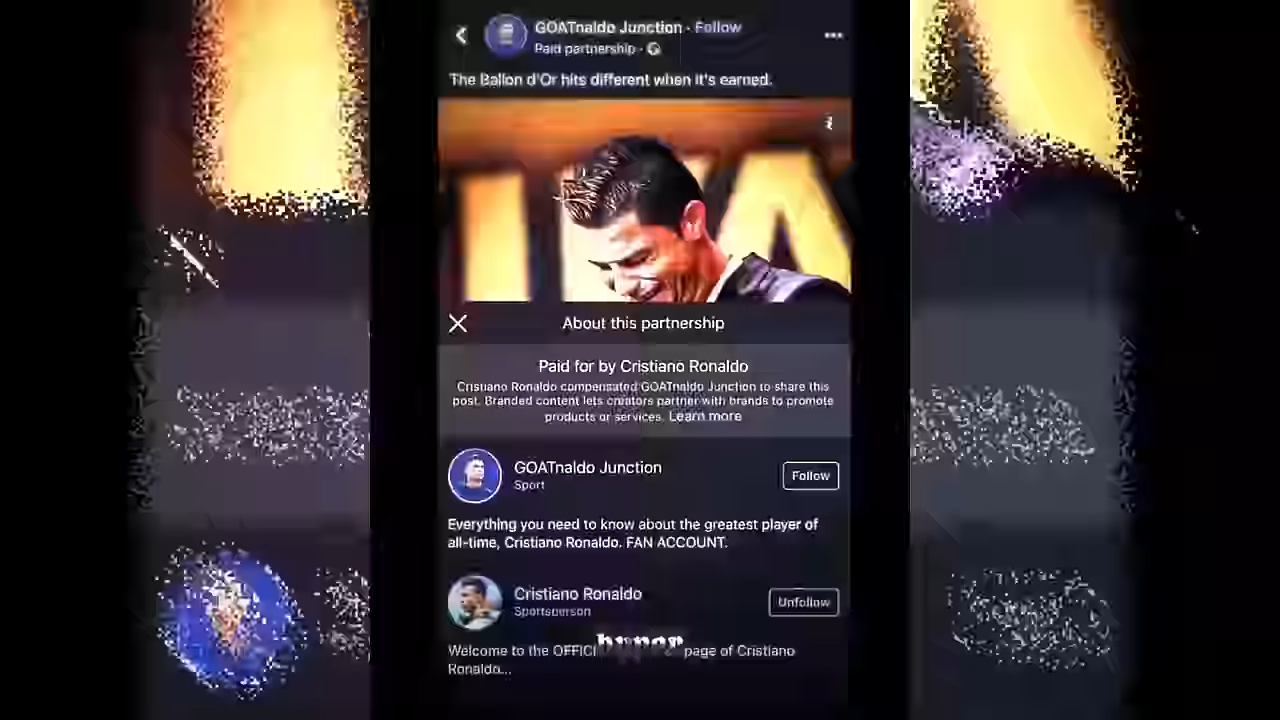 GOATnaldo Junction · Follow
Paid partnership ·
The Ballon d'Or hits different when it's earned.
About this partnership
Paid for by Cristiano Ronaldo
Cristiano Ronaldo compensated GOATnaldo Junction to share this
post. Branded content lets creators partner with brands to promote
products or services. Learn more
GOATnaldo Junction
Sport
Follow
Everything you need to know about the greatest player of
all-time, Cristiano Ronaldo. FAN ACCOUNT.
Cristiano Ronaldo
Sportsperson
Unfollow
Welcome to the page of Cristiano
Ronaldo...